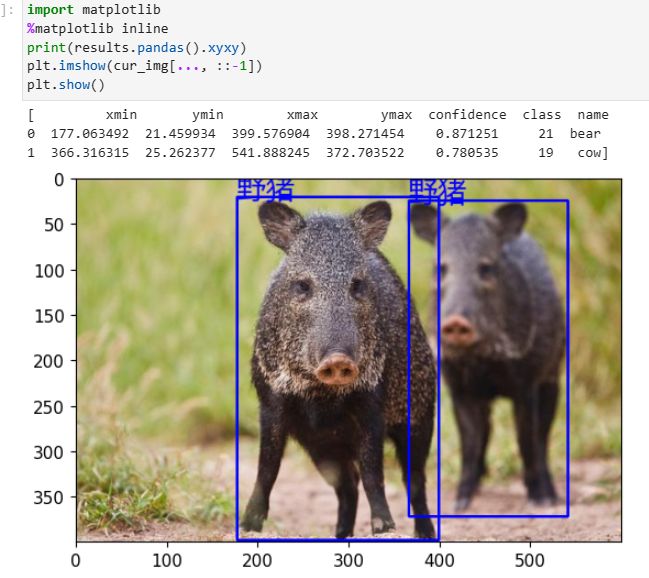 ]:
import matplotlib
%matplotlib inline
print(results.pandas().xyxy)
plt.imshow(cur_img[..., ::-1])
plt.show()
[ xmin ymin xmax ymax confidence class name
0 177.063492 21.459934 399.576904 398.271454 0.871251 21 bear
1 366.316315 25.262377 541.888245 372.703522 0.780535 19 cow]
野猪 野猪
0
50
100
150
200
250
300
350
0 100 200 300 400 500